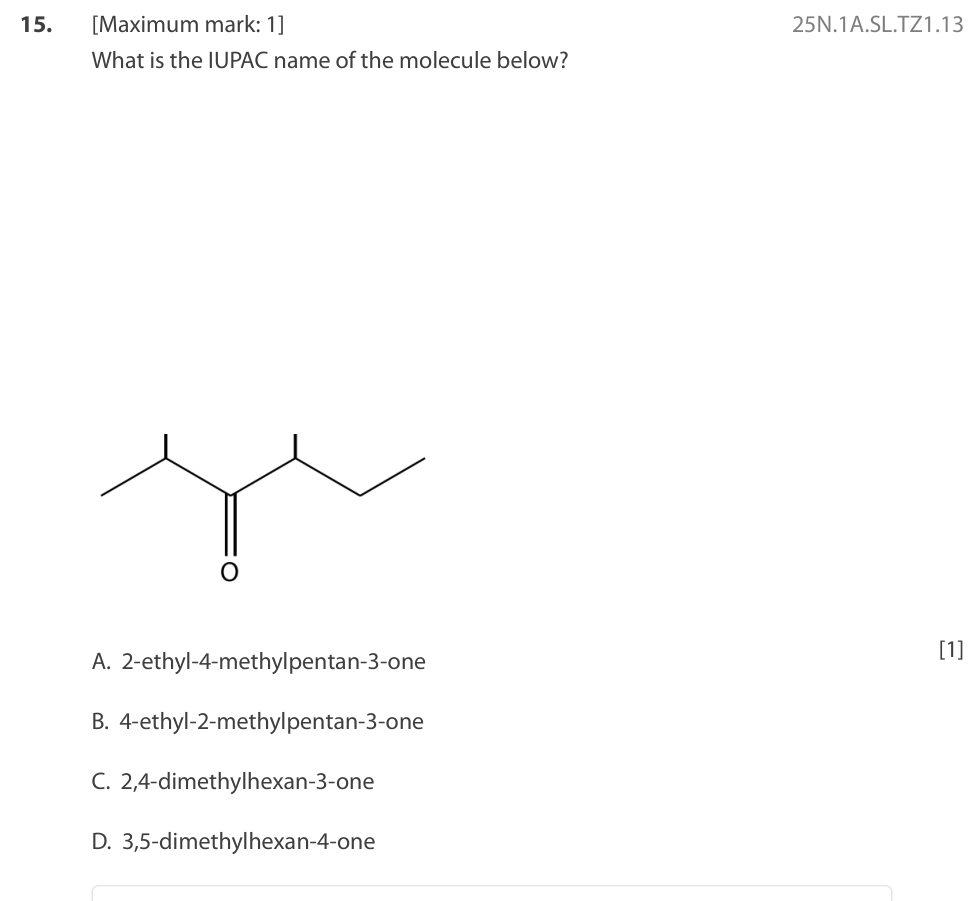 15. [Maximum mark: 1] 25N.1A.SL.TZ1.13
What is the IUPAC name of the molecule below?
O
[1]
A. 2-ethyl-4-methylpentan-3-one
B. 4-ethyl-2-methylpentan-3-one
C. 2,4-dimethylhexan-3-one
D. 3,5-dimethylhexan-4-one